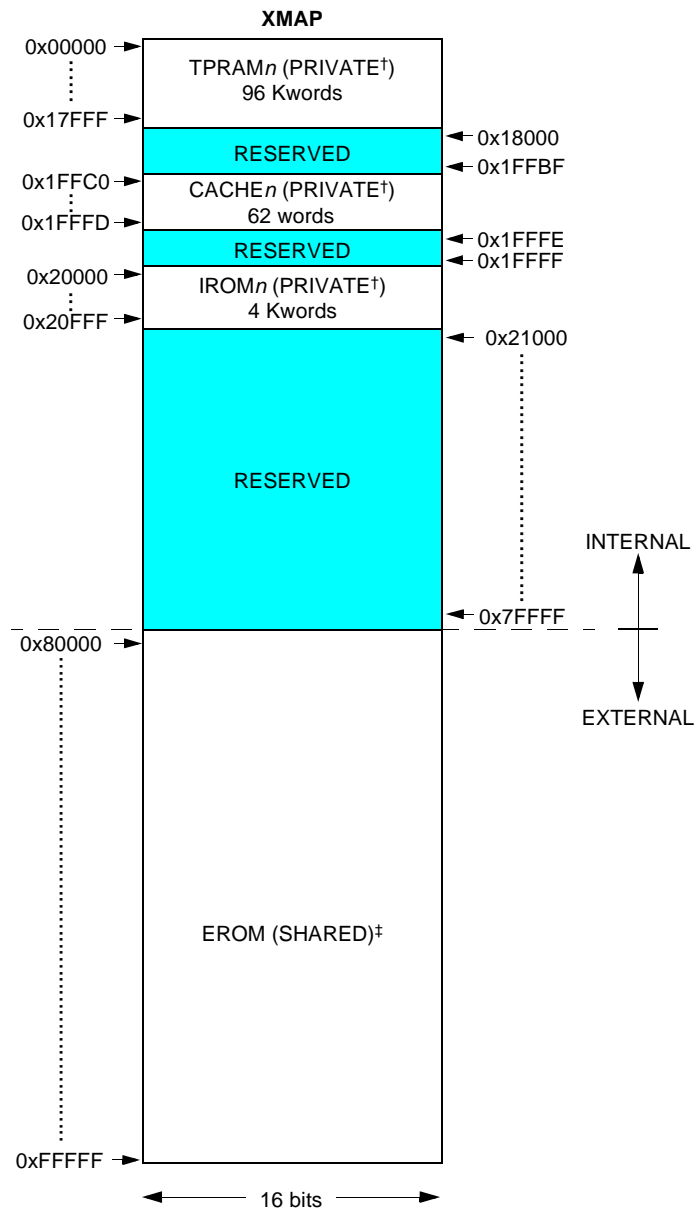 XMAP
0x00000
TPRAMn (PRIVATE†)
96 Kwords
0x17FFF
0x18000
RESERVED
0x1FFBF
0x1FFC0
CACHEn (PRIVATE†)
62 words
0x1FFFD
0x1FFFE
RESERVED
0x1FFFF
0x20000
IROMn (PRIVATE†)
4 Kwords
0x20FFF
0x21000
RESERVED
INTERNAL
0x7FFFF
0x80000
EXTERNAL
EROM (SHARED)‡
0xFFFFF
16 bits